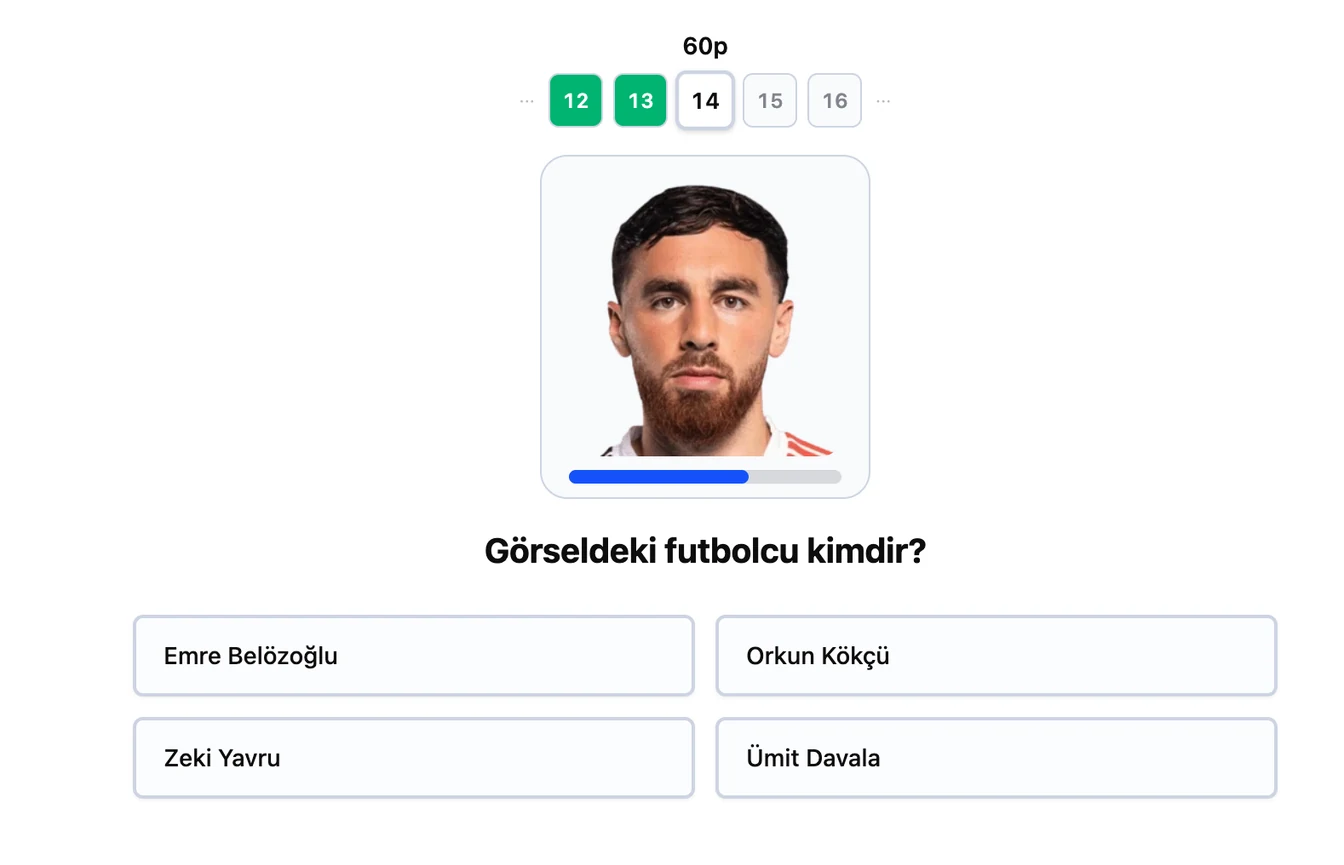 60p
... 12 13 14 15 16 ...
Görseldeki futbolcu kimdir?
Emre Belözoğlu
Orkun Kökçü
Zeki Yavru
Ümit Davala